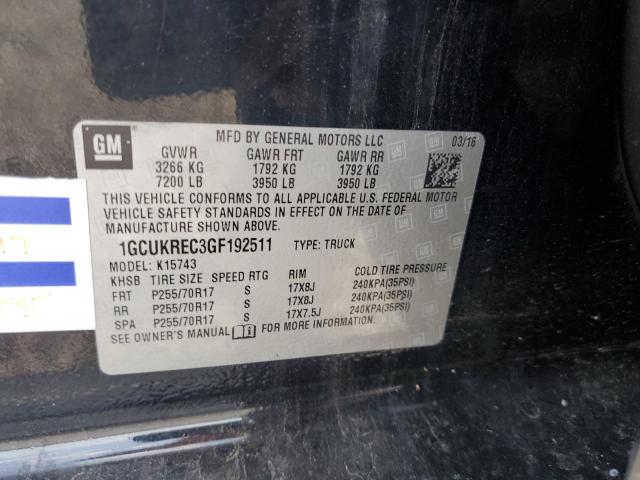 GM
MFD BY GENERAL MOTORS LLC 03/16
GVWR GAWR FRT GAWR RR
3266 KG 1792 KG 1792 KG
7200 LB 3950 LB 3950 LB
THIS VEHICLE CONFORMS TO ALL APPLICABLE U.S. FEDERAL MOTOR
VEHICLE SAFETY STANDARDS IN EFFECT ON THE DATE OF
MANUFACTURE SHOWN ABOVE.
1GCUKREC3GF192511 TYPE: TRUCK
MODEL: K15743
KHSB TIRE SIZE SPEED RTG RIM COLD TIRE PRESSURE
FRT P255/70R17 S 17X8J 240KPA(35PSI)
RR P255/70R17 S 17X8J 240KPA(35PSI)
SPA P255/70R17 S 17X7.5J 240KPA(35PSI)
SEE OWNER'S MANUAL FOR MORE INFORMATION